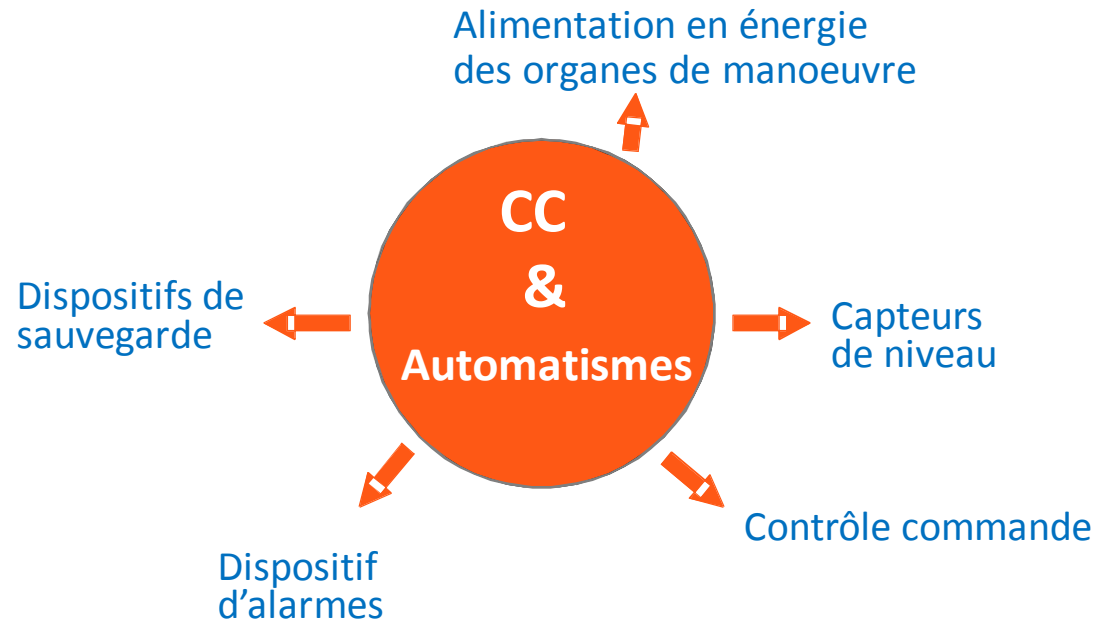 Alimentation en énergie
des organes de manoeuvre
CC
&
Automatismes
Dispositifs de
sauvegarde
Capteurs
de niveau
Contrôle commande
Dispositif
d’alarmes